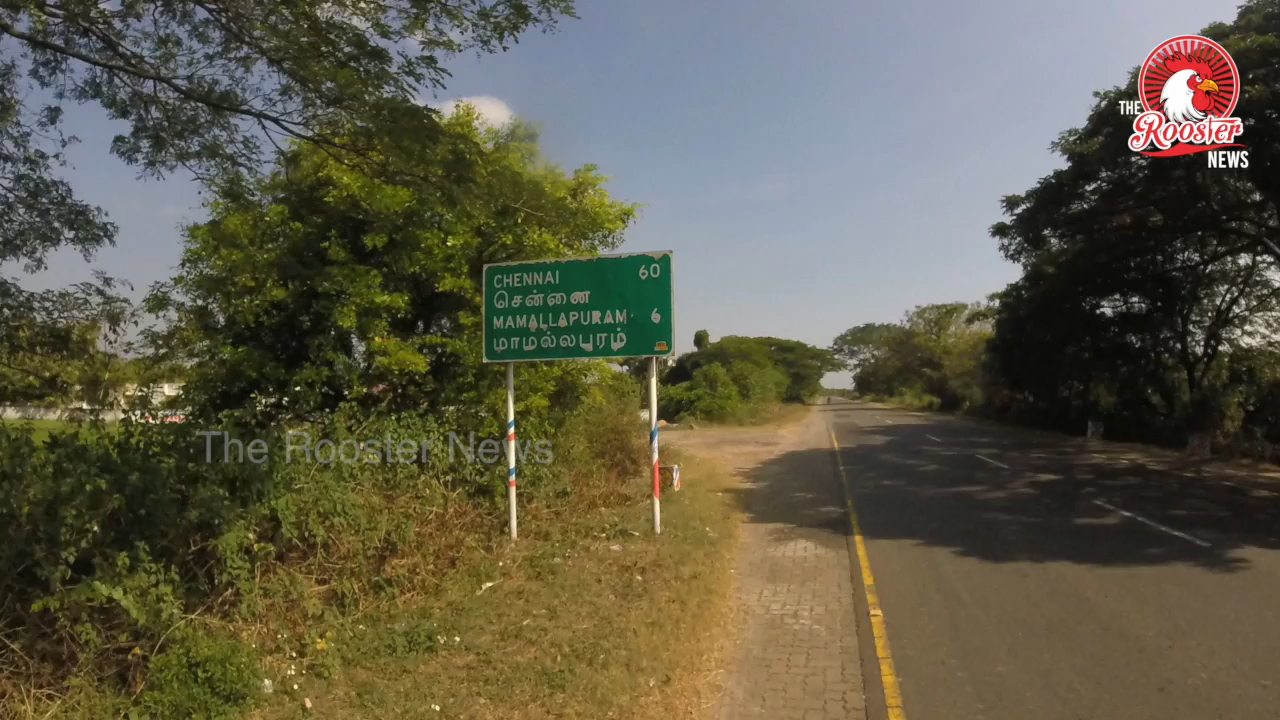 THE
Rooster
NEWS
CHENNAI 60
சென்னை
MAMALLAPURAM 6
மாமல்லபுரம்
The Rooster News